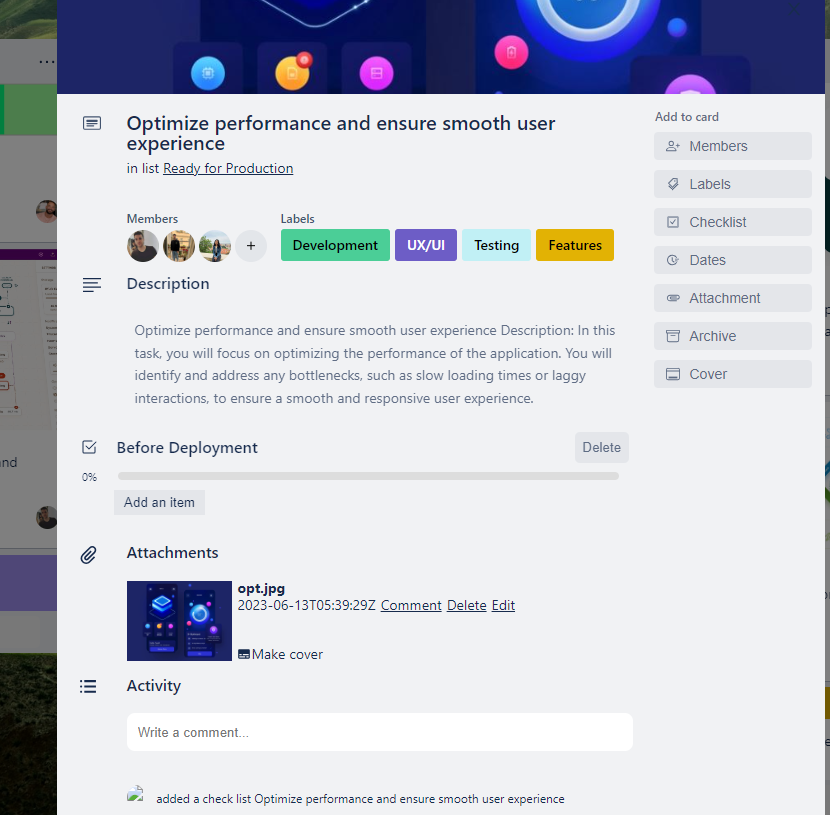 Optimize performance and ensure smooth user
experience
in list Ready for Production
Members
Labels
+
Development
UX/UI
Testing
Features
Description
Optimize performance and ensure smooth user experience Description: In this
task, you will focus on optimizing the performance of the application. You will
identify and address any bottlenecks, such as slow loading times or laggy
interactions, to ensure a smooth and responsive user experience.
Before Deployment
Delete
0%
Add an item
Attachments
opt.jpg
2023-06-13T05:39:29Z Comment Delete Edit
Make cover
Activity
Write a comment...
added a check list Optimize performance and ensure smooth user experience
Add to card
Members
Labels
Checklist
Dates
Attachment
Archive
Cover